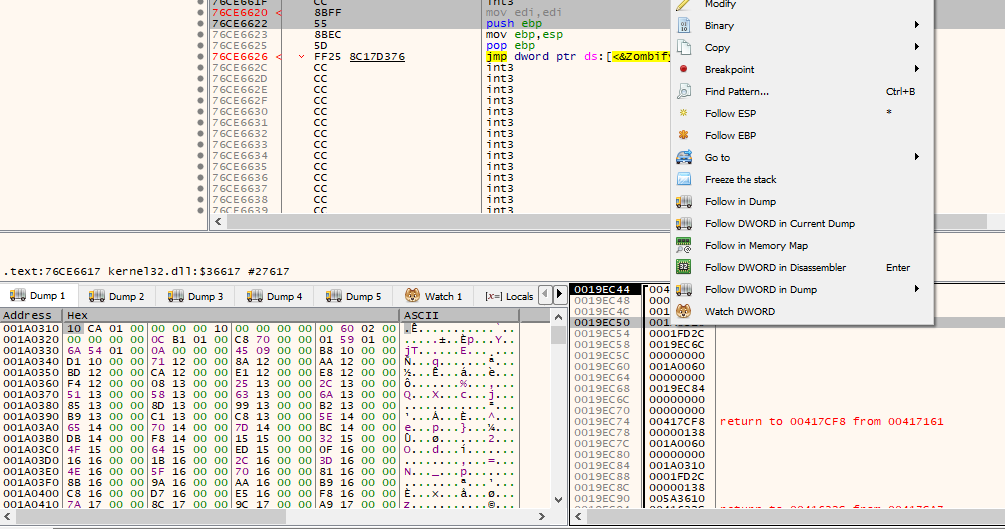 76CE661F CC int3
76CE6620 < 8BFF mov edi,edi
76CE6622 55 push ebp
76CE6623 8BEC mov ebp,esp
76CE6625 5D pop ebp
76CE6626 < FF25 8C17D376 jmp dword ptr ds:[<&Zombify
76CE662C CC int3
76CE662D CC int3
76CE662E CC int3
76CE662F CC int3
76CE6630 CC int3
76CE6631 CC int3
76CE6632 CC int3
76CE6633 CC int3
76CE6634 CC int3
76CE6635 CC int3
76CE6636 CC int3
76CE6637 CC int3
76CE6638 CC int3
76CE6639 CC int3
Modify
Binary
Copy
Breakpoint
Find Pattern... Ctrl+B
Follow ESP *
Follow EBP
Go to
Freeze the stack
Follow in Dump
Follow DWORD in Current Dump
Follow in Memory Map
Follow DWORD in Disassembler Enter
Follow DWORD in Dump
Watch DWORD
.text:76CE6617 kernel32.dll:$36617 #27617
Dump 1 Dump 2 Dump 3 Dump 4 Dump 5 Watch 1 [x=] Locals
Address Hex ASCII
001A0310 10 CA 01 00 00 00 00 10 00 00 00 00 60 02 00 .Ê..........`..
001A0320 00 00 00 00 0C B1 01 00 C8 70 00 00 01 59 01 00 .....±..Èp...Y..
001A0330 6A 54 01 00 0A 00 00 00 45 09 00 00 B8 10 00 00
001A0340 D1 10 00 00 71 12 00 00 8A 12 00 00 AA 12 00 00
001A0350 BD 12 00 00 CA 12 00 00 E1 12 00 00 E8 12 00 00
001A0360 F4 12 00 00 08 13 00 00 25 13 00 00 2C 13 00 00
001A0370 51 13 00 00 58 13 00 00 63 13 00 00 6A 13 00 00
001A0380 85 13 00 00 8D 13 00 00 99 13 00 00 B2 13 00 00
001A0390 B9 13 00 00 C1 13 00 00 C8 13 00 00 5E 14 00 00
001A03A0 65 14 00 00 70 14 00 00 7D 14 00 00 BC 14 00 00
001A03B0 DB 14 00 00 F8 14 00 00 15 15 00 00 32 15 00 00
001A03C0 4F 15 00 00 64 15 00 00 ED 15 00 00 0F 16 00 00
001A03D0 16 16 00 00 1B 16 00 00 2C 16 00 00 3D 16 00 00
001A03E0 4E 16 00 00 5F 16 00 00 70 16 00 00 81 16 00 00
001A03F0 8B 16 00 00 9A 16 00 00 AA 16 00 00 B9 16 00 00
001A0400 C8 16 00 00 D7 16 00 00 E5 16 00 00 F8 16 00 00
001A0410 7A 17 00 00 8C 17 00 00 9C 17 00 00 A9 17 00 00
0019EC44
0019EC48
0019EC4C
0019EC50
0019EC54 001FD2C
0019EC58 0019EC6C
0019EC5C 00000000
0019EC60 001A0060
0019EC64 00000000
0019EC68 0019EC84
0019EC6C 00000000
0019EC70 00000000
0019EC74 00417CF8 return to 00417CF8 from 00417161
0019EC78 00000138
0019EC7C 001A0060
0019EC80 00000000
0019EC84 001A0310
0019EC88 0001FD2C
0019EC8C 00000138
0019EC90 005A3610